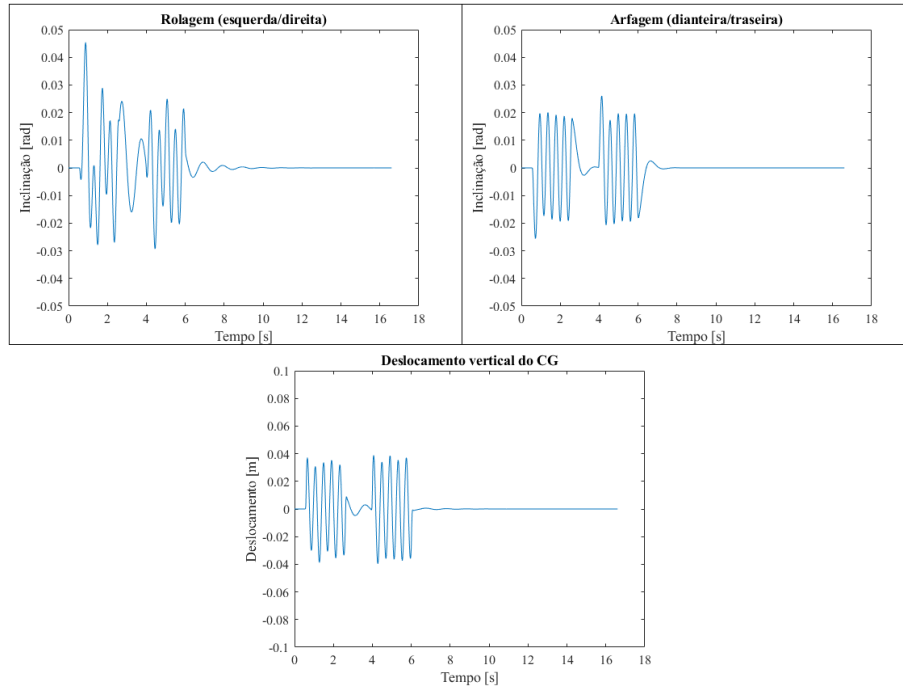 Rolagem (esquerda/direita)
0.05
0.04
0.03
0.02
0.01
0
-0.01
-0.02
-0.03
-0.04
-0.05
Inclinação [rad]
0 2 4 6 8 10 12 14 16 18
Tempo [s]
Arfagem (dianteira/traseira)
0.05
0.04
0.03
0.02
0.01
0
-0.01
-0.02
-0.03
-0.04
-0.05
Inclinação [rad]
0 2 4 6 8 10 12 14 16 18
Tempo [s]
Deslocamento vertical do CG
0.1
0.08
0.06
0.04
0.02
0
-0.02
-0.04
-0.06
-0.08
-0.1
Deslocamento [m]
0 2 4 6 8 10 12 14 16 18
Tempo [s]